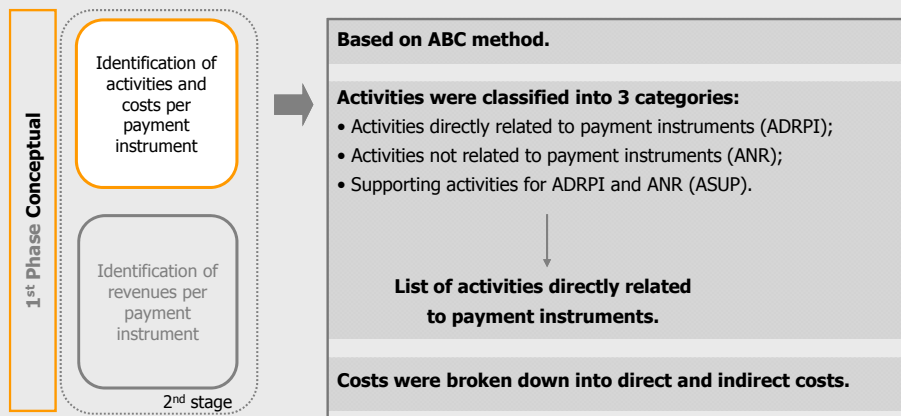 1st Phase Conceptual
Identification of
activities and
costs per
payment
instrument
Identification of
revenues per
payment
instrument
2nd stage
Based on ABC method.
Activities were classified into 3 categories:
• Activities directly related to payment instruments (ADRPI);
• Activities not related to payment instruments (ANR);
• Supporting activities for ADRPI and ANR (ASUP).
List of activities directly related
to payment instruments.
Costs were broken down into direct and indirect costs.